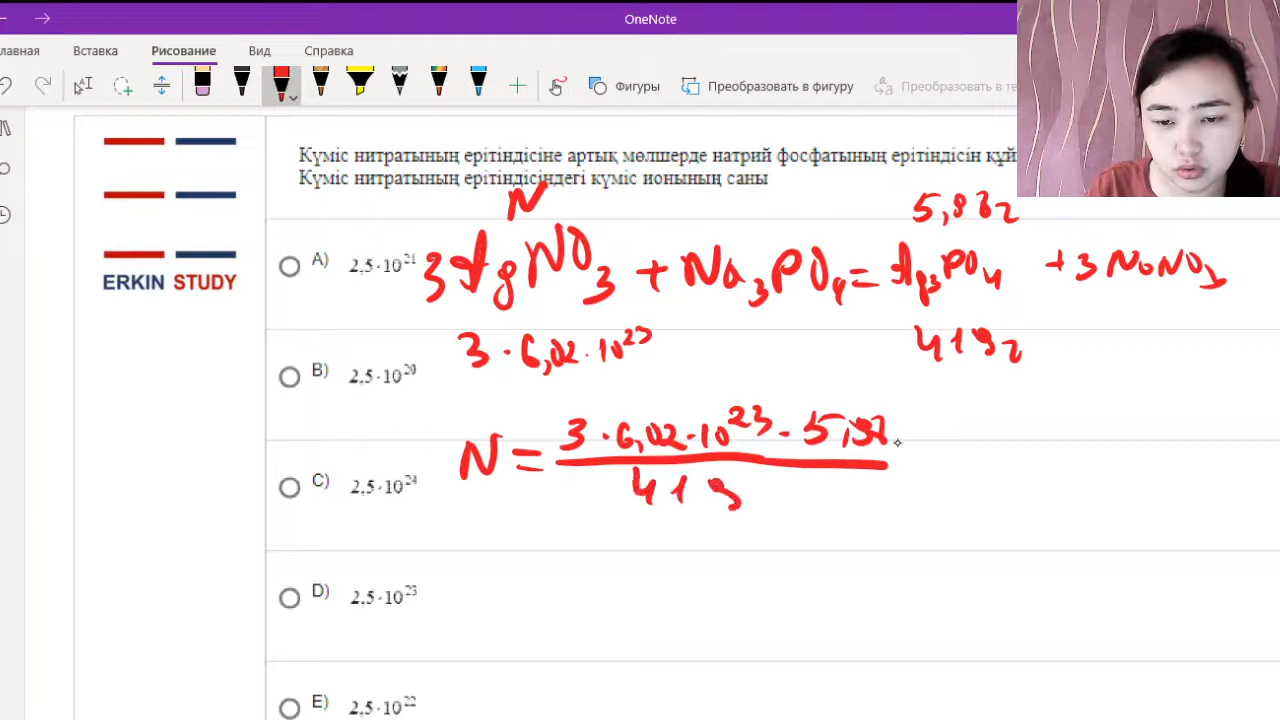 OneNote
лавная Вставка Рисование Вид Справка
Фигуры Преобразовать в фигуру Преобразовать в те
Күміс нитратының ерітіндісіне артық мөлшерде натрий фосфатының ерітіндісін құй
Күміс нитратының ерітіндісіндегі күміс ионының саны
N 5,93г
3AgNO₃ + Na₃PO₄ = Ag₃PO₄ + 3NaNO₃
3 · 6,02 · 10²³ 419г
N = 3 · 6,02 · 10²³ · 5,93
419
ERKIN STUDY
A) 2,5·10²¹
B) 2,5·10²⁰
C) 2,5·10²⁴
D) 2,5·10²³
E) 2,5·10²²